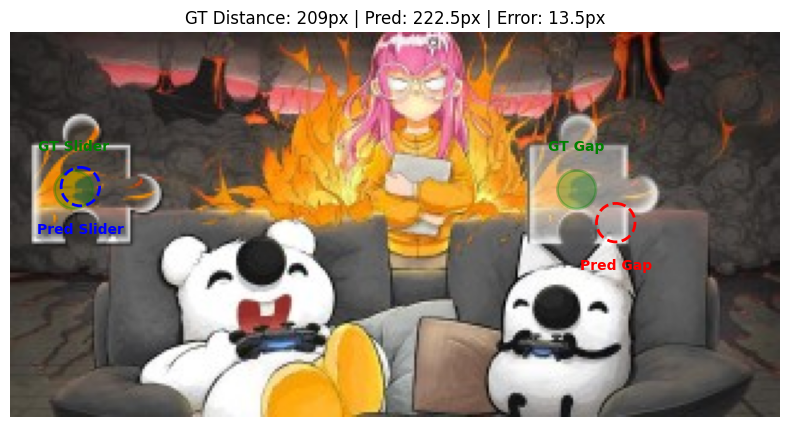 GT Distance: 209px | Pred: 222.5px | Error: 13.5px
GT Slider
GT Gap
Pred Slider
Pred Gap